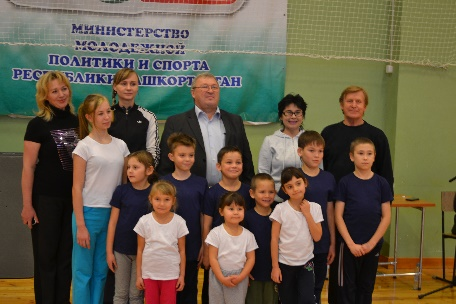 МИНИСТЕРСТВО
МОЛОДЕЖНОЙ
ПОЛИТИКИ И СПОРТА
РЕСПУБЛИКИ БАШКОРТОСТАН